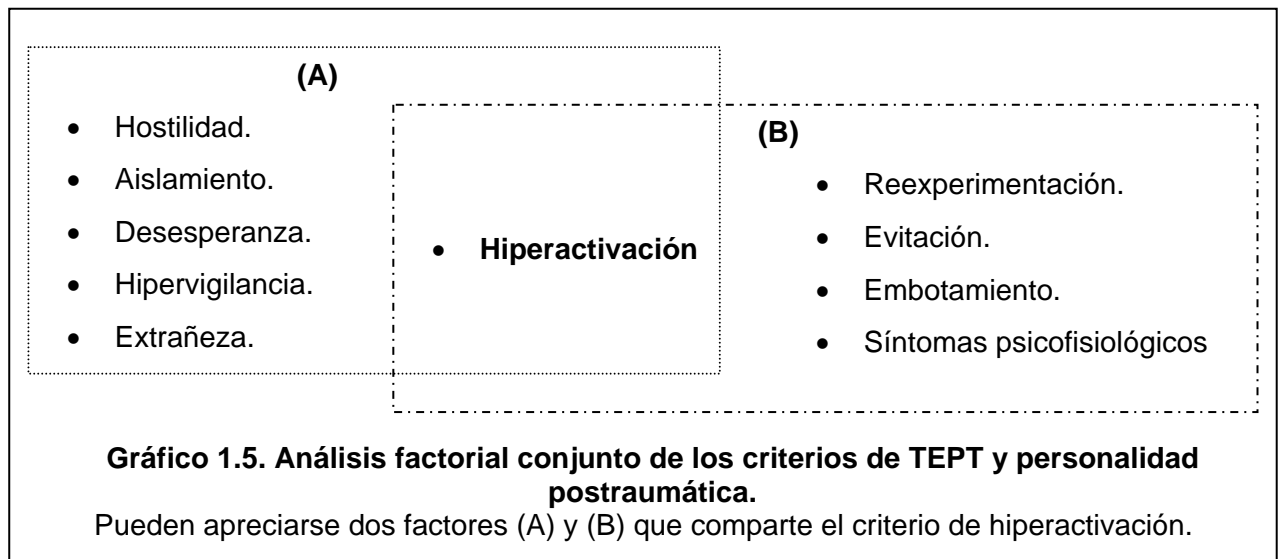 (A)
• Hostilidad.
• Aislamiento.
• Desesperanza.
• Hipervigilancia.
• Extrañeza.
• Hiperactivación
(B)
• Reexperimentación.
• Evitación.
• Embotamiento.
• Síntomas psicofisiológicos
Gráfico 1.5. Análisis factorial conjunto de los criterios de TEPT y personalidad
postraumática.
Pueden apreciarse dos factores (A) y (B) que comparte el criterio de hiperactivación.